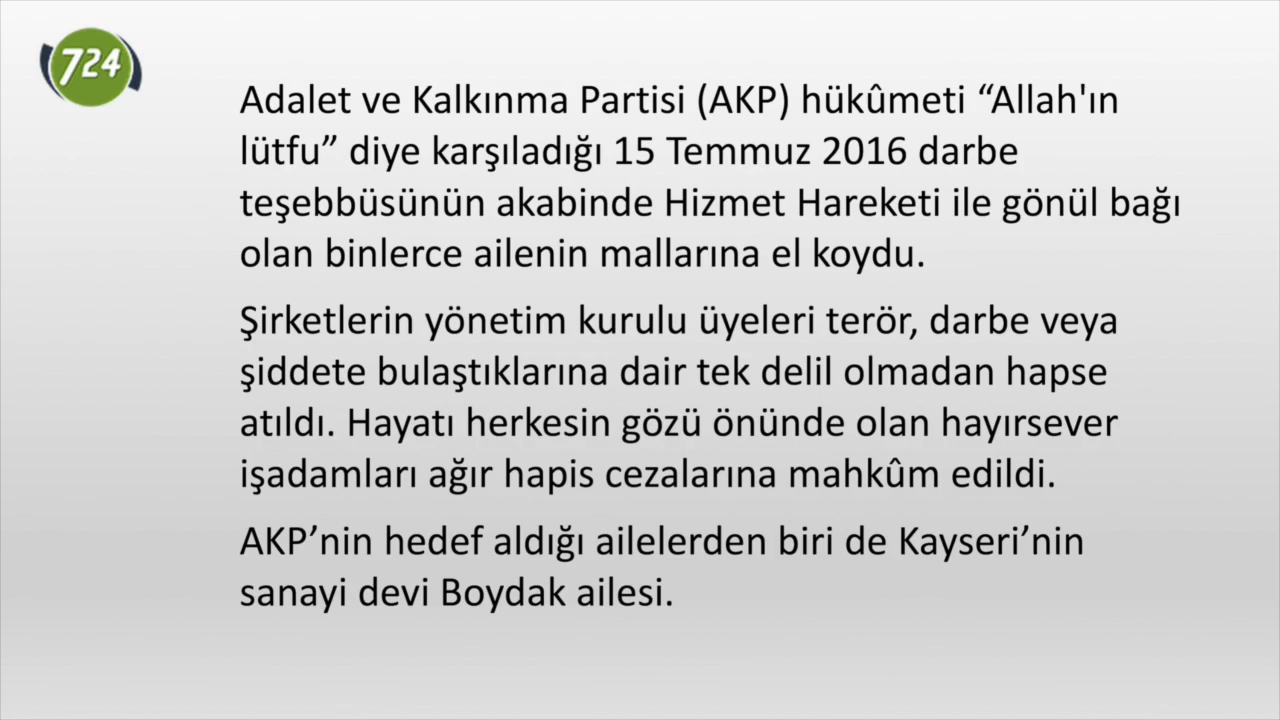 724
Adalet ve Kalkınma Partisi (AKP) hükûmeti “Allah'ın
lütfu” diye karşıladığı 15 Temmuz 2016 darbe
teşebbüsünün akabinde Hizmet Hareketi ile gönül bağı
olan binlerce ailenin mallarına el koydu.
Şirketlerin yönetim kurulu üyeleri terör, darbe veya
şiddete bulaştıklarına dair tek delil olmadan hapse
atıldı. Hayatı herkesin gözü önünde olan hayırsever
işadamları ağır hapis cezalarına mahkûm edildi.
AKP’nin hedef aldığı ailelerden biri de Kayseri’nin
sanayi devi Boydak ailesi.